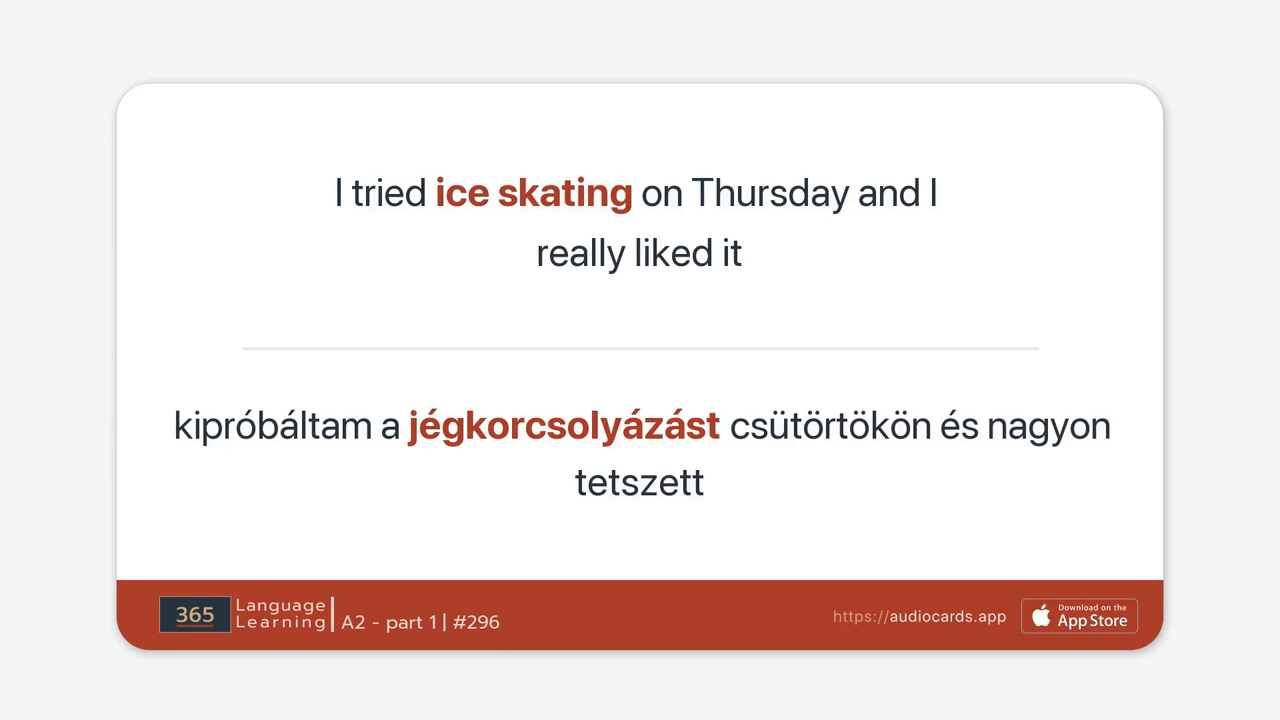 I tried ice skating on Thursday and I
really liked it
kipróbáltam a jégkorcsolyázást csütörtökön és nagyon
tetszett
365
Language
Learning
A2 - part 1 | #296
https://audiocards.app
Download on the
App Store